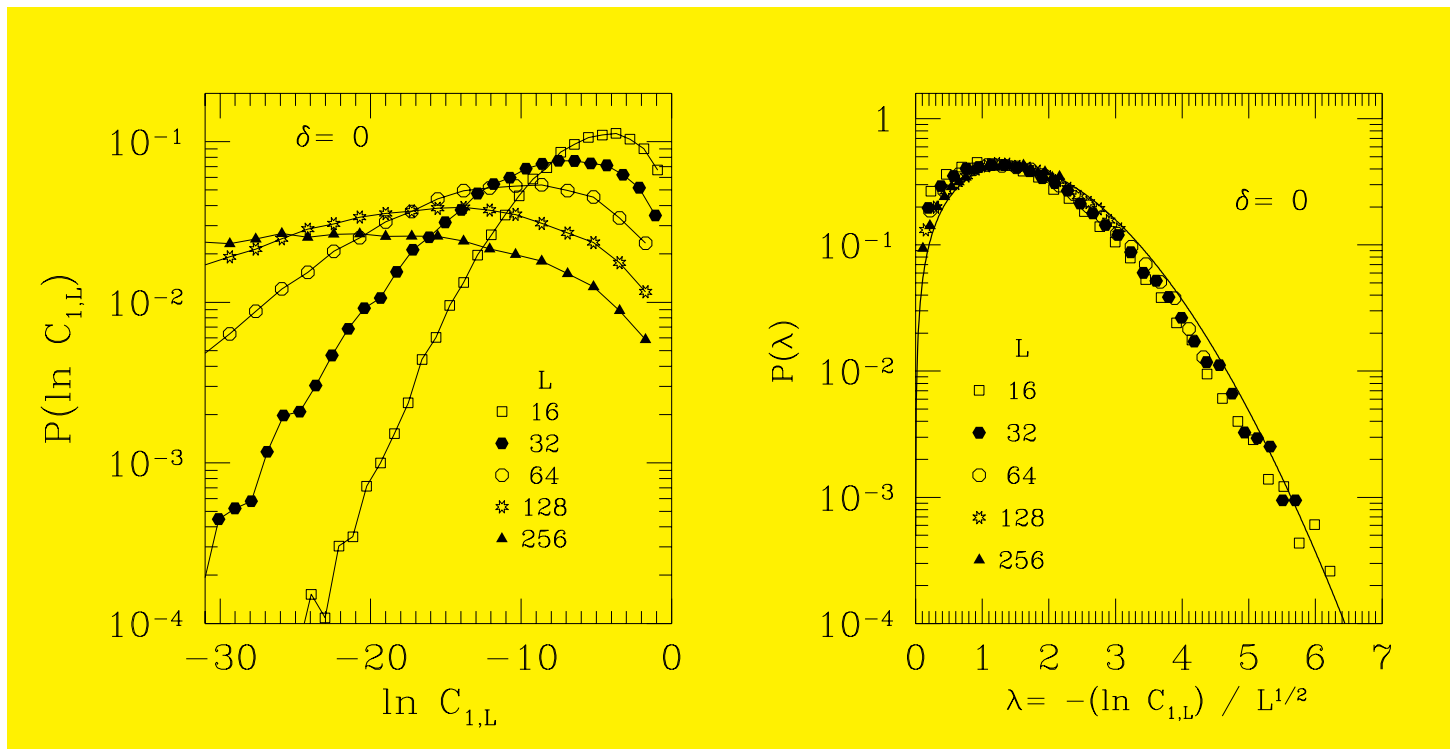 δ= 0
10⁻¹
10⁻²
10⁻³
10⁻⁴
P(ln C₁,L)
L
16
32
64
128
256
−30 −20 −10 0
ln C₁,L
δ= 0
1
10⁻¹
10⁻²
10⁻³
10⁻⁴
P(λ)
L
16
32
64
128
256
0 1 2 3 4 5 6 7
λ= −(ln C₁,L) / L¹/²